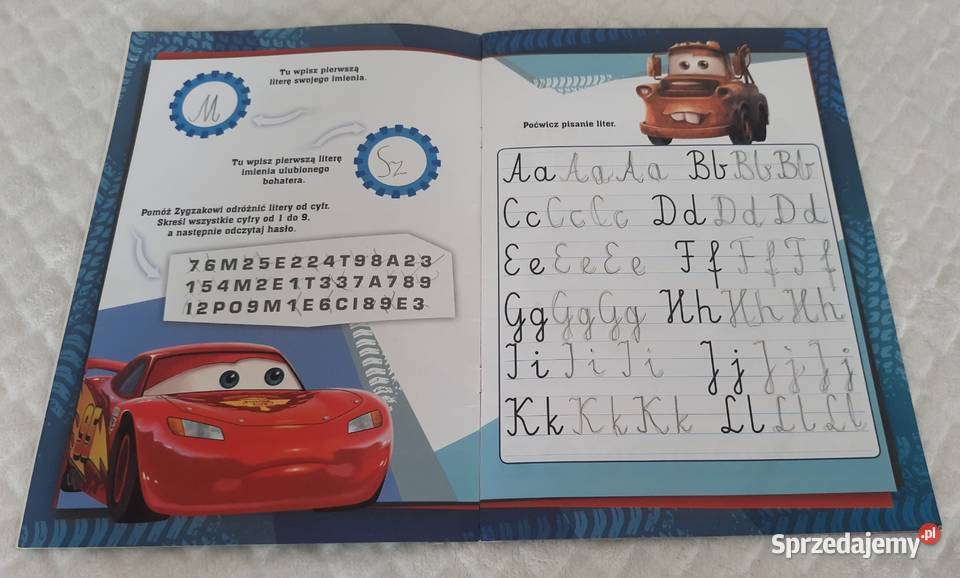 Tu wpisz pierwszą
literę swojego imienia.
M
Tu wpisz pierwszą literę
imienia ulubionego
bohatera.
Sz
Pomóż Zygzakowi odróżnić litery od cyfr.
Skreśl wszystkie cyfry od 1 do 9,
a następnie odczytaj hasło.
76M25E224T98A23
154M2E1T337A789
12PO9M1E6CI89E3
Poćwicz pisanie liter.
Aa Aa Aa Bb Bb Bb
Cc Cc Cc Dd Dd Dd
Ee Ee Ee Ff Ff Ff
Gg Gg Gg Hh Hh Hh
Ii Ii Ii Jj Jj Jj
Kk Kk Kk Ll Ll Ll
95
Sprzedajemy.pl